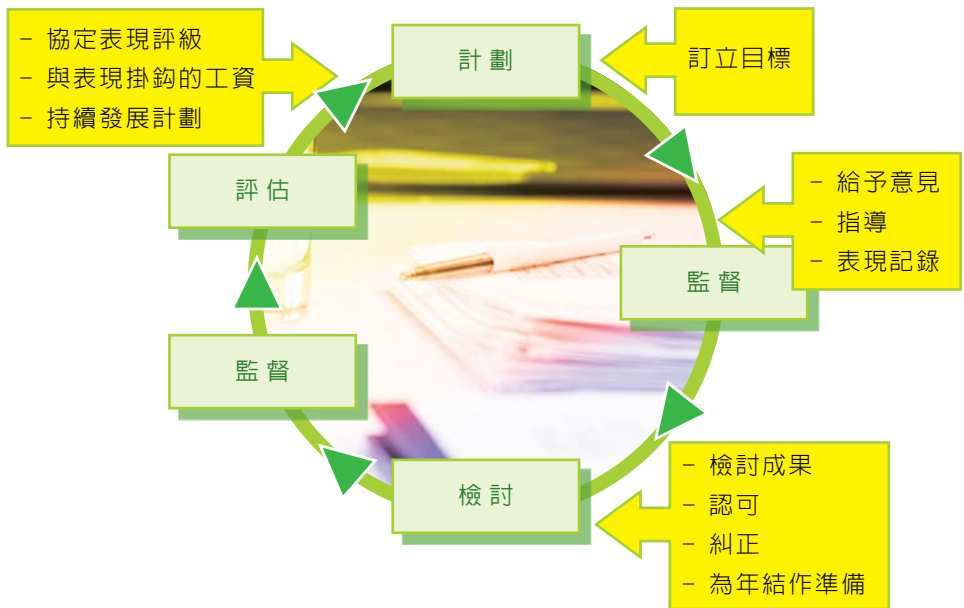 – 協定表現評級
– 與表現掛鈎的工資
– 持續發展計劃
計劃
訂立目標
– 給予意見
– 指導
– 表現記錄
監督
– 檢討成果
– 認可
– 糾正
– 為年結作準備
檢討
監督
評估